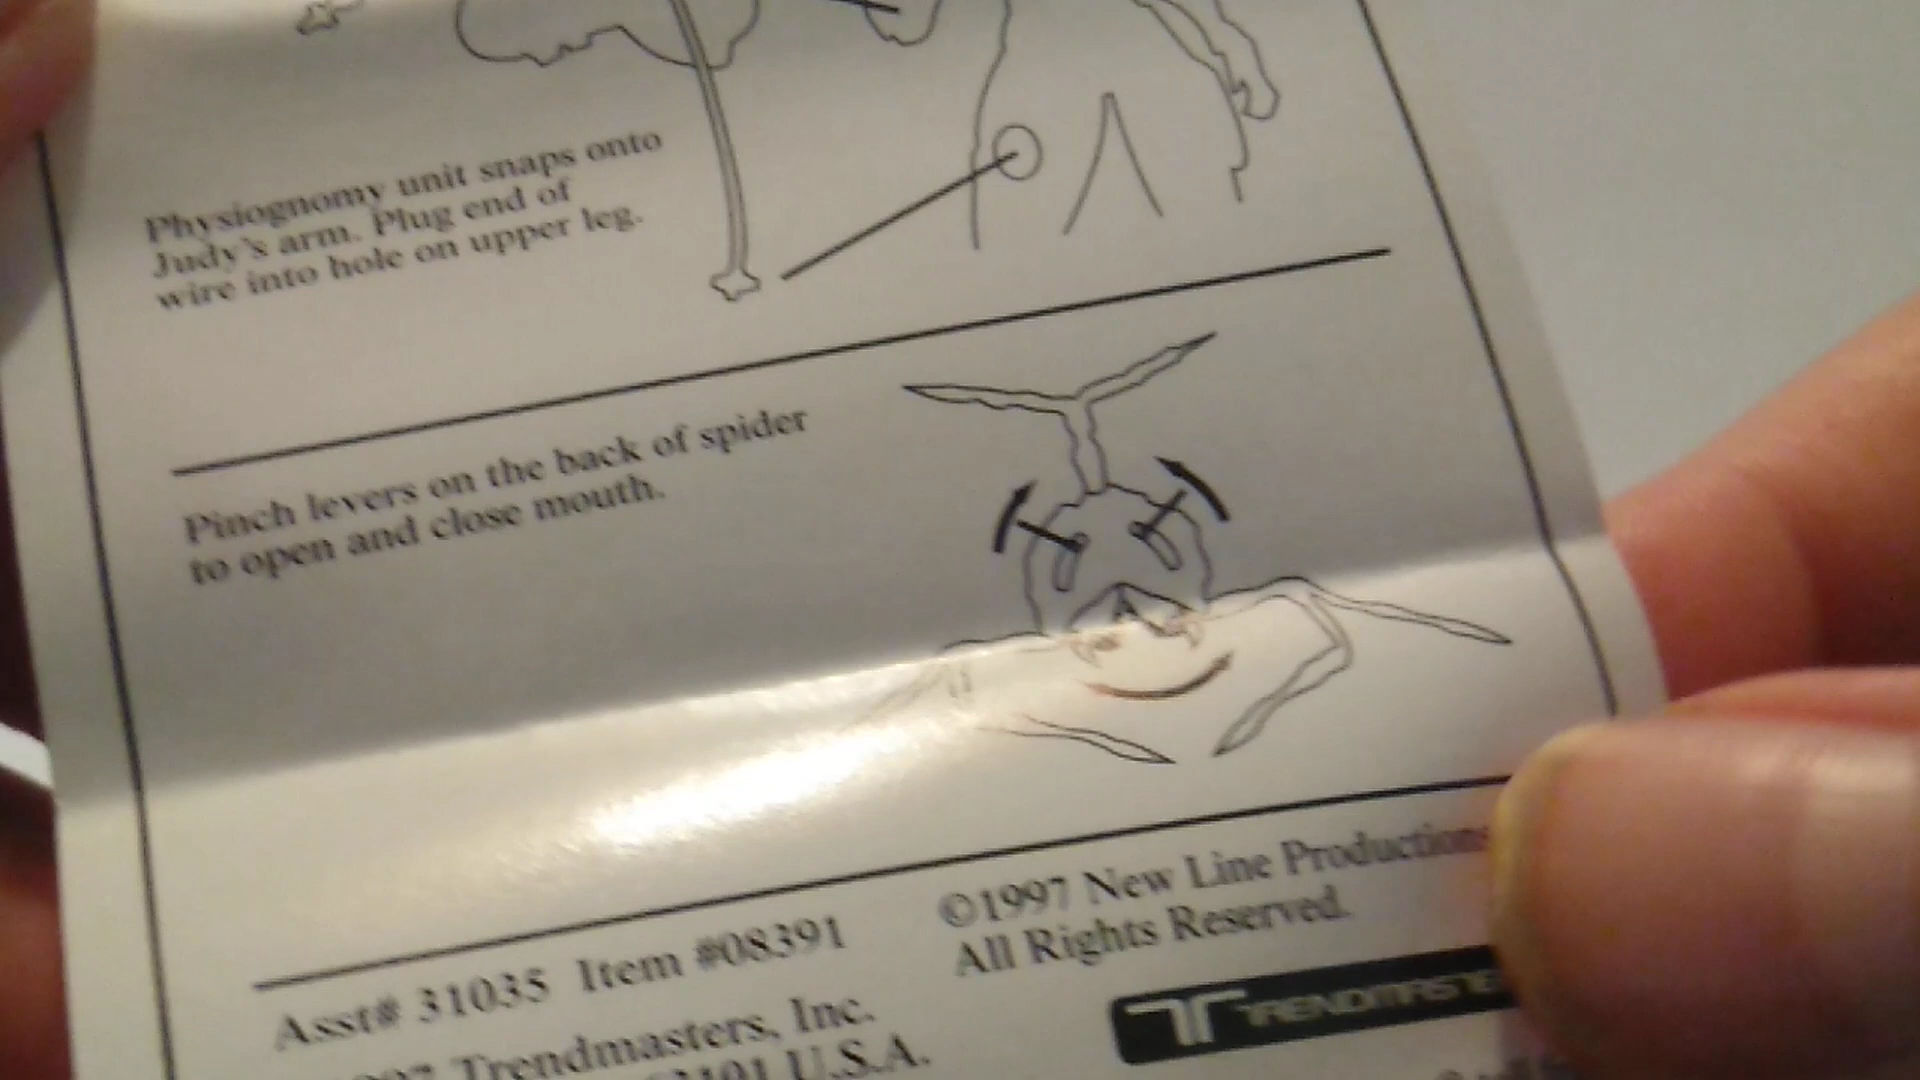 Physiognomy unit snaps onto
Judy's arm. Plug end of
wire into hole on upper leg.
Pinch levers on the back of spider
to open and close mouth.
Asst# 31035 Item #08391
©1997 New Line Productions
All Rights Reserved.
Trendmasters, Inc.
U.S.A.
TRENDMASTE